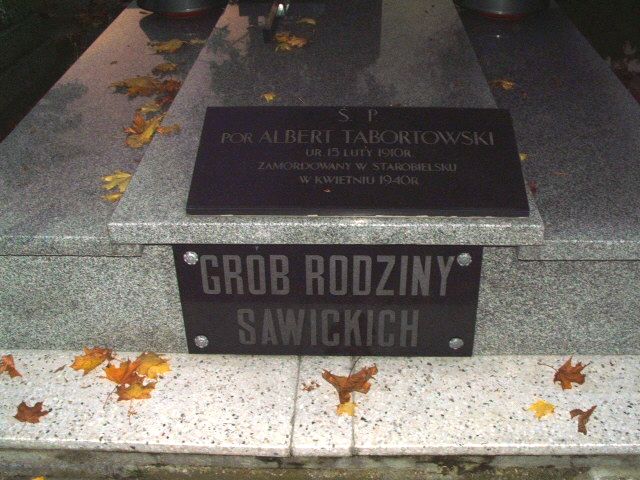 Ś P
POR ALBERT TABORTOWSKI
UR. 15 LUTY 1910R.
ZAMORDOWANY W STAROBIELSKU
W KWIETNIU 1940R.
GRÓB RODZINY
SAWICKICH